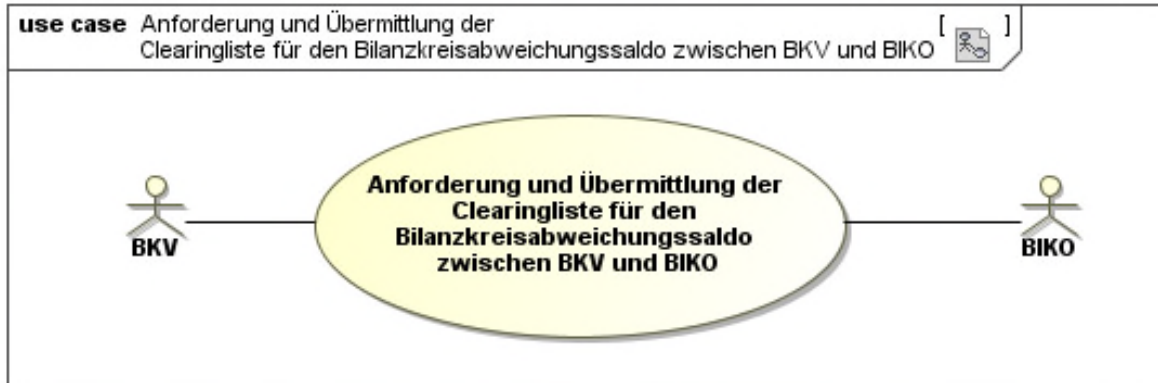 use case Anforderung und Übermittlung der [ ]
Clearingliste für den Bilanzkreisabweichungssaldo zwischen BKV und BIKO
Anforderung und Übermittlung der
Clearingliste für den
Bilanzkreisabweichungssaldo
zwischen BKV und BIKO
BKV
BIKO